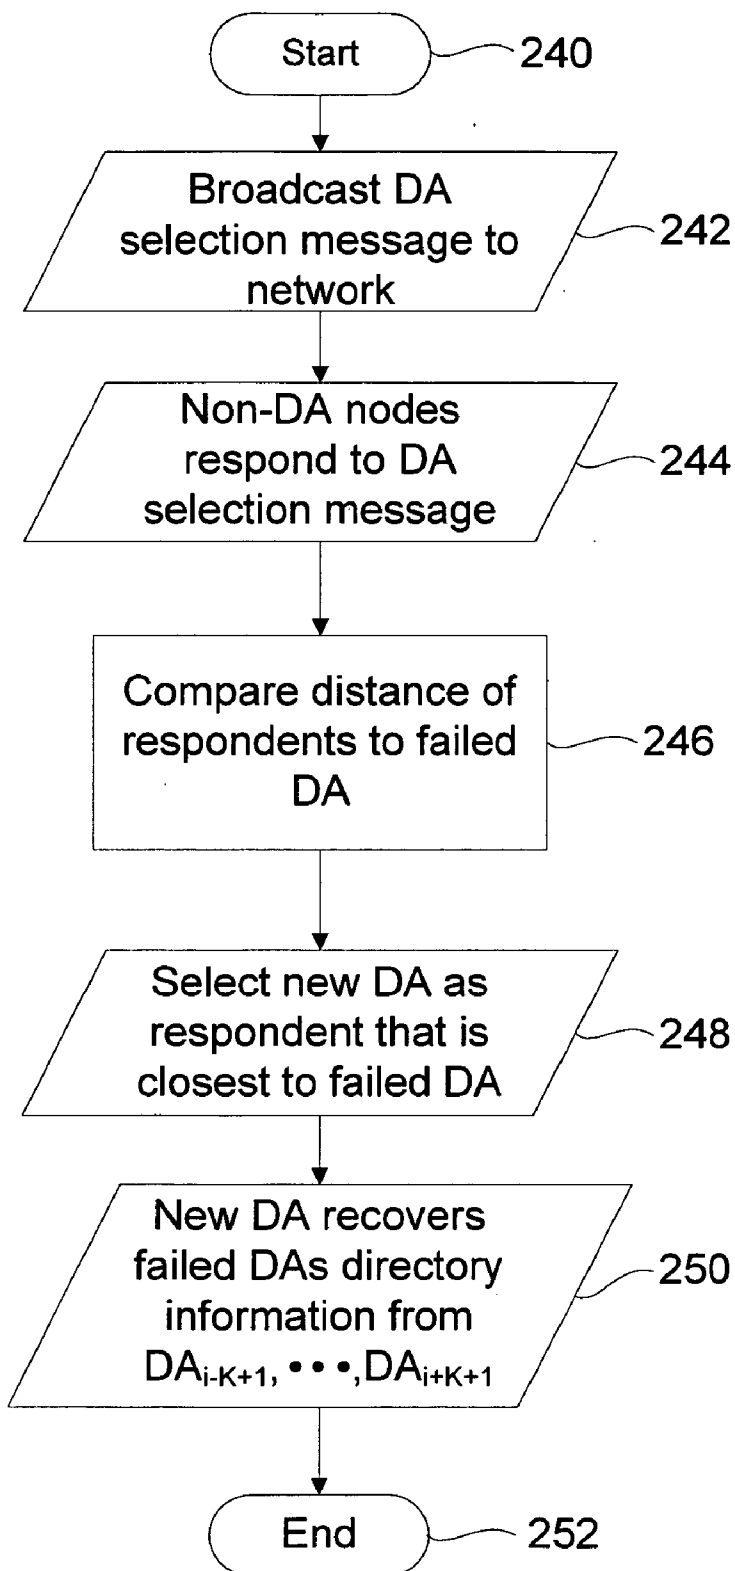 Start
240
Broadcast DA
selection message to
network
242
Non-DA nodes
respond to DA
selection message
244
Compare distance of
respondents to failed
DA
246
Select new DA as
respondent that is
closest to failed DA
248
New DA recovers
failed DAs directory
information from
DAi-K+1, •••,DAi+K+1
250
End
252